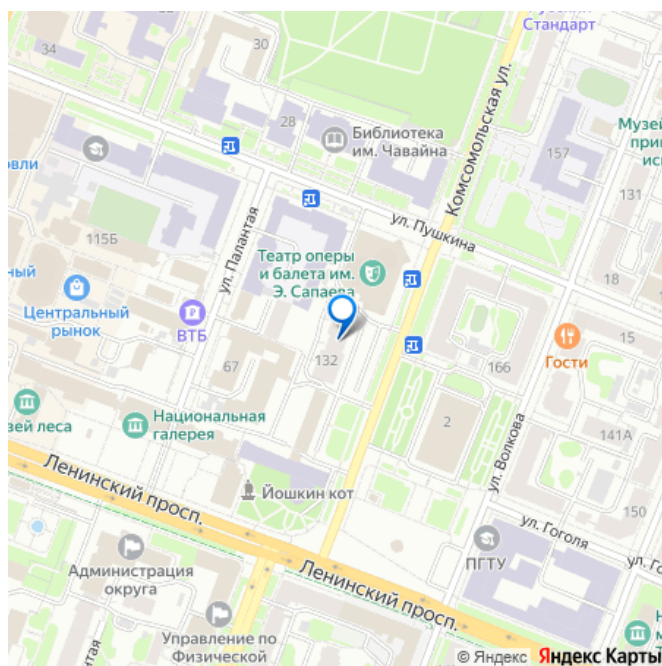 Стандарт
34
30
Комсомольская ул.
28
Библиотека
им. Чавайна
157
131
115Б
ул. Палантая
ул. Пушкина
Театр оперы
и балета им.
Э. Сапаева
18
Центральный
рынок
ВТБ
67
132
166
15
Гости
2
141А
Национальная
галерея
ул. Волкова
Ленинский просп.
Йошкин кот
150
ул. Гоголя
ПГТУ
Администрация
округа
Ленинский просп.
Управление по
Физической
© Яндекс Яндекс Карты